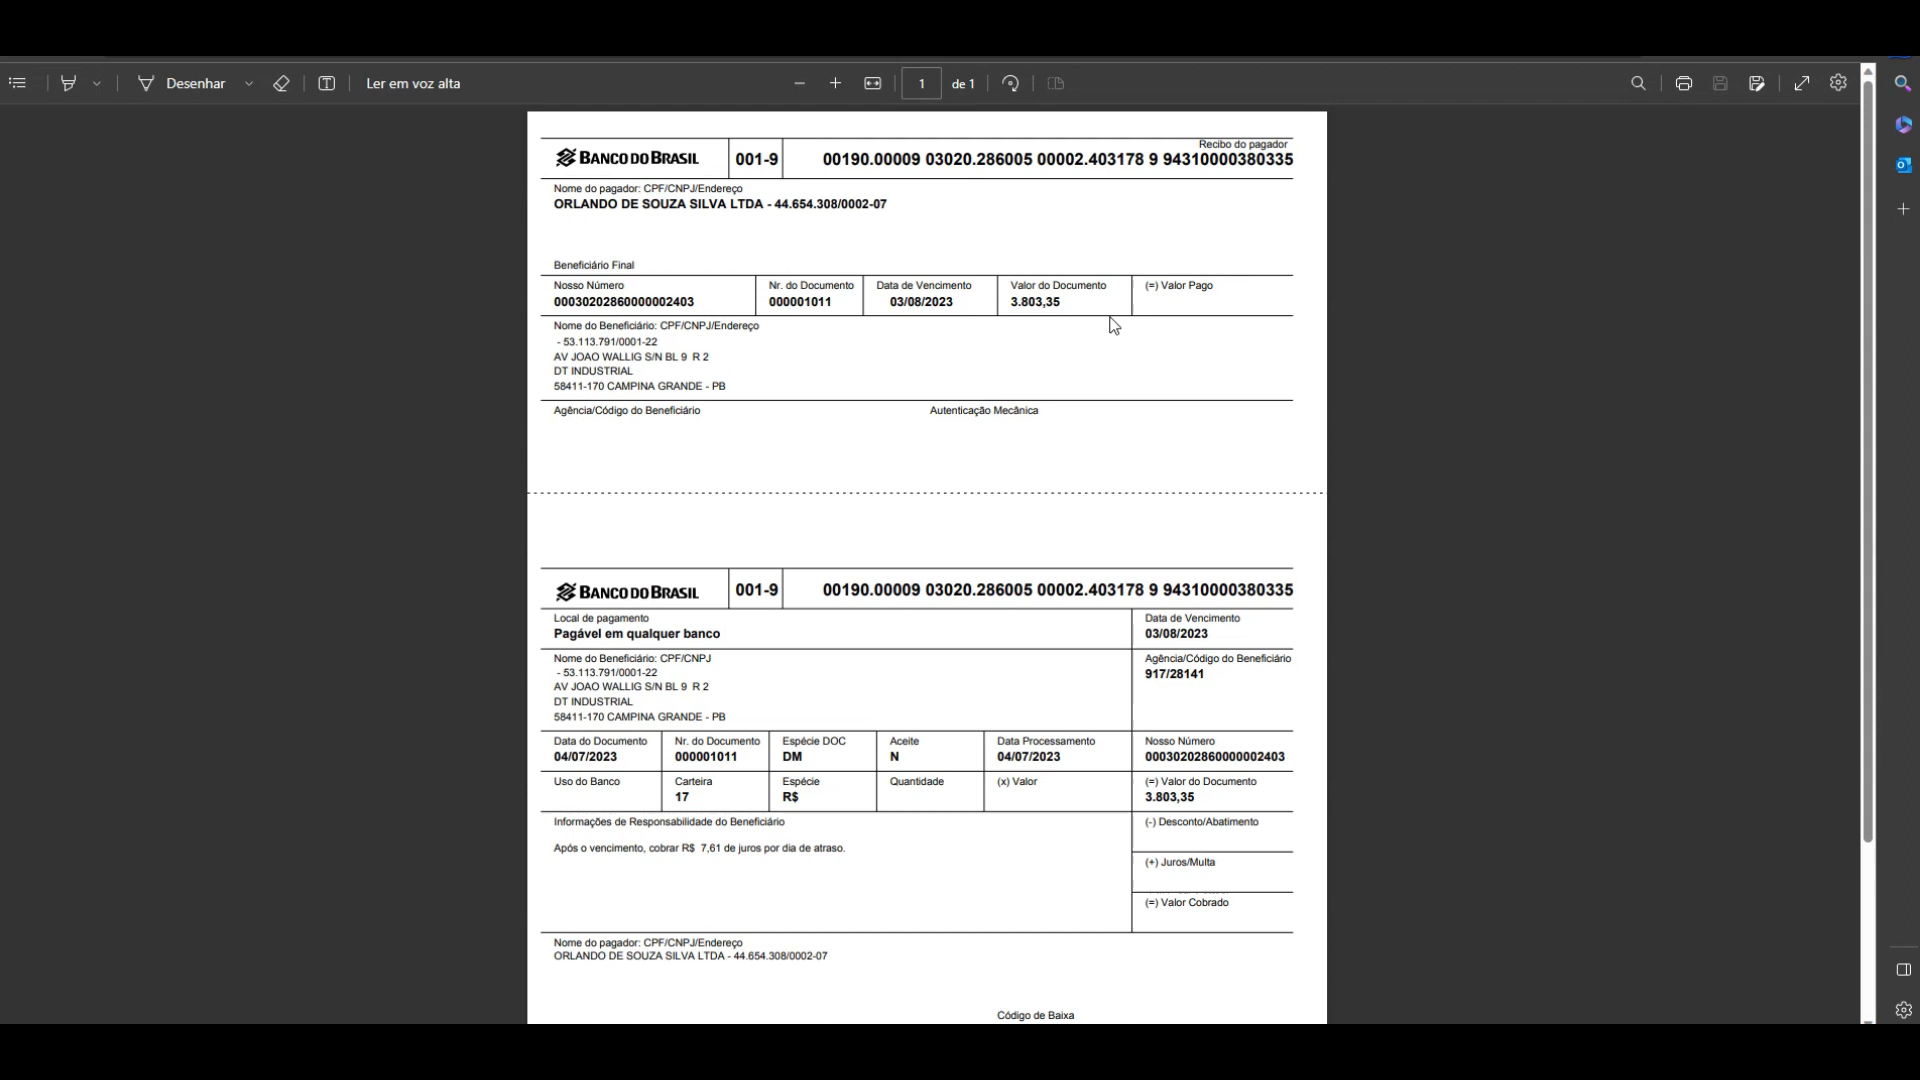 Desenhar
Ler em voz alta
1 de 1
Recibo do pagador
BANCO DO BRASIL 001-9 00190.00009 03020.286005 00002.403178 9 94310000380335
Nome do pagador: CPF/CNPJ/Endereço
ORLANDO DE SOUZA SILVA LTDA - 44.654.308/0002-07
Beneficiário Final
Nosso Número Nr. do Documento Data de Vencimento Valor do Documento (=) Valor Pago
00030202860000002403 000001011 03/08/2023 3.803,35
Nome do Beneficiário: CPF/CNPJ/Endereço
- 53.113.791/0001-22
AV JOAO WALLIG S/N BL 9 R 2
DT INDUSTRIAL
58411-170 CAMPINA GRANDE - PB
Agência/Código do Beneficiário Autenticação Mecânica
BANCO DO BRASIL 001-9 00190.00009 03020.286005 00002.403178 9 94310000380335
Local de pagamento Data de Vencimento
Pagável em qualquer banco 03/08/2023
Nome do Beneficiário: CPF/CNPJ Agência/Código do Beneficiário
- 53.113.791/0001-22 917/28141
AV JOAO WALLIG S/N BL 9 R 2
DT INDUSTRIAL
58411-170 CAMPINA GRANDE - PB
Data do Documento Nr. do Documento Espécie DOC Aceite Data Processamento Nosso Número
04/07/2023 000001011 DM N 04/07/2023 00030202860000002403
Uso do Banco Carteira Espécie Quantidade (x) Valor (=) Valor do Documento
17 R$ 3.803,35
Informações de Responsabilidade do Beneficiário (-) Desconto/Abatimento
Após o vencimento, cobrar R$ 7,61 de juros por dia de atraso.
(+) Juros/Multa
(=) Valor Cobrado
Nome do pagador: CPF/CNPJ/Endereço
ORLANDO DE SOUZA SILVA LTDA - 44.654.308/0002-07
Código de Baixa